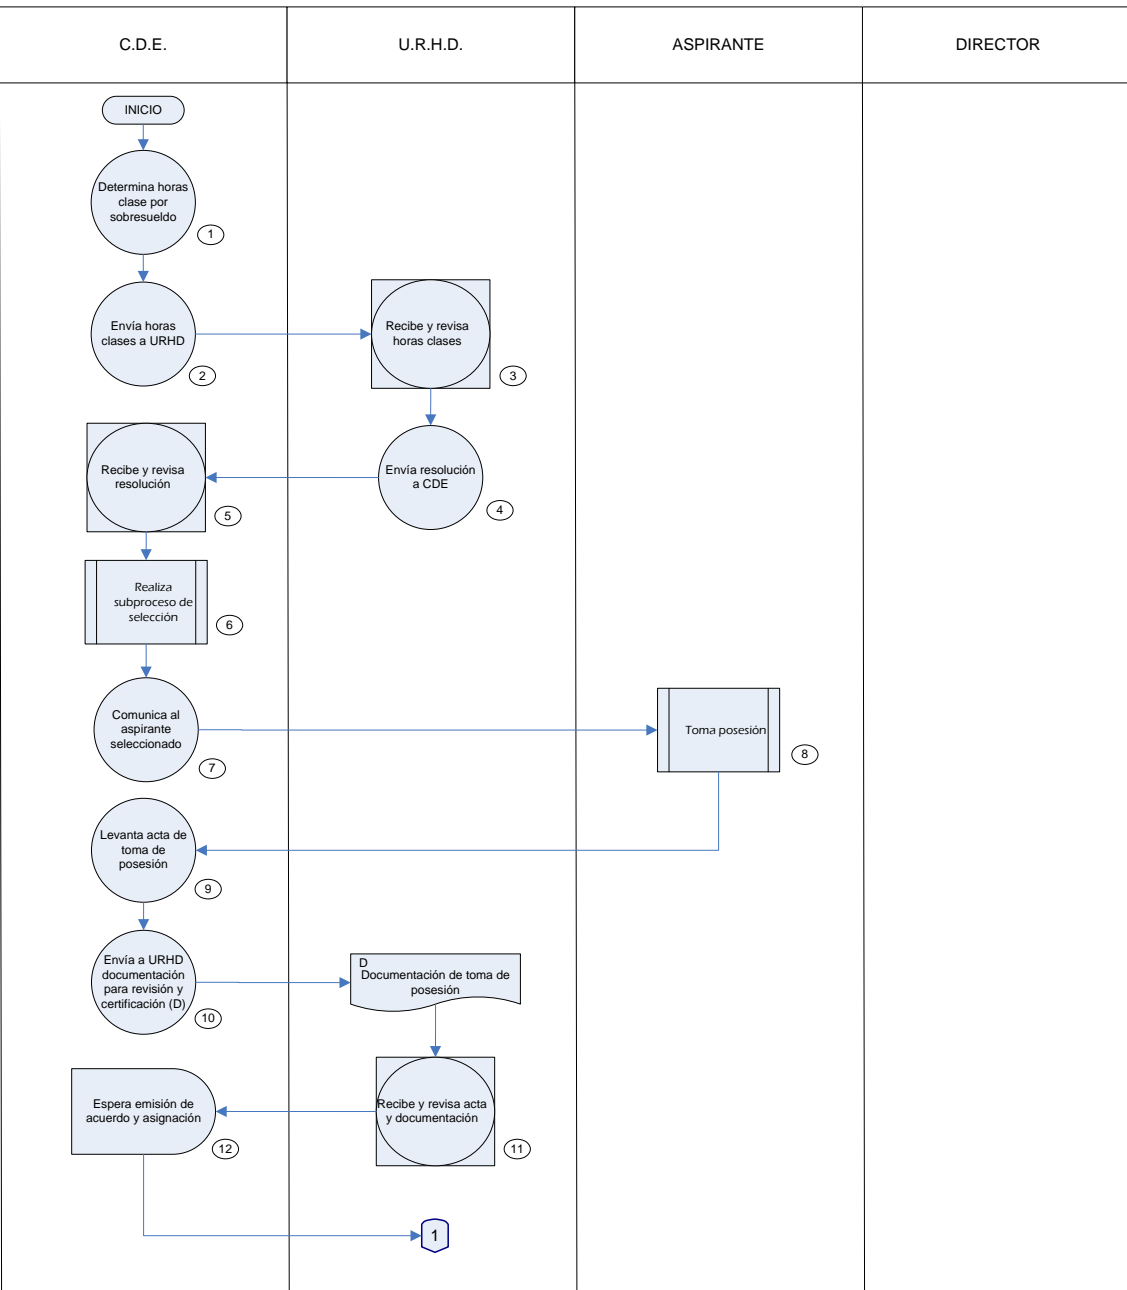 C.D.E.
U.R.H.D.
ASPIRANTE
DIRECTOR
INICIO
Determina horas
clase por
sobresueldo
1
Envía horas
clases a URHD
2
Recibe y revisa
horas clases
3
Envía resolución
a CDE
4
Recibe y revisa
resolución
5
Realiza
subproceso de
selección
6
Comunica al
aspirante
seleccionado
7
Toma posesión
8
Levanta acta de
toma de
posesión
9
Envía a URHD
documentación
para revisión y
certificación (D)
10
D
Documentación de toma de
posesión
Recibe y revisa acta
y documentación
11
Espera emisión de
acuerdo y asignación
12
1